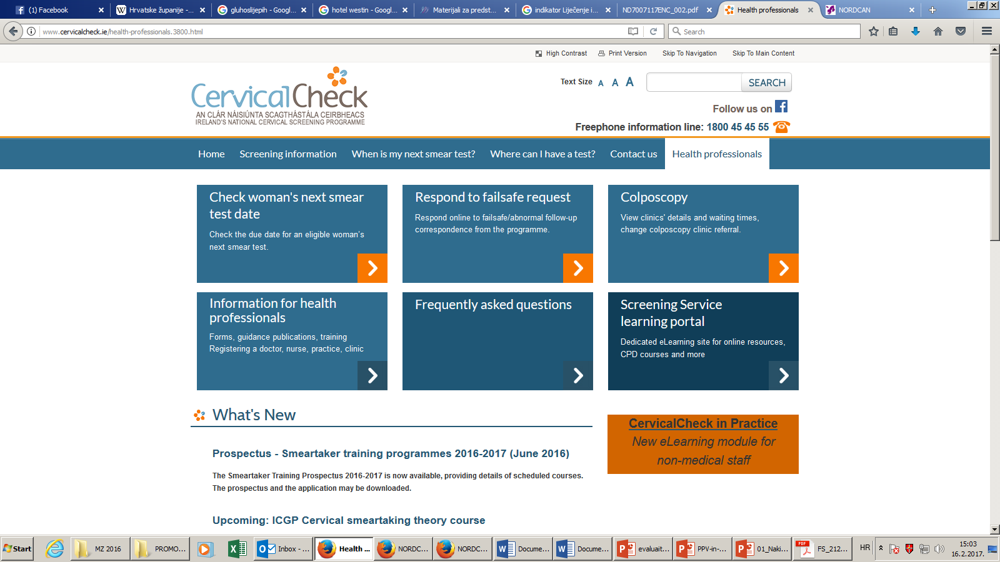 (1) Facebook
Hrvatske županije -...
gluhoslijepih - Googl...
hotel westin - Googl...
Materijali za predst...
indikator Liječenje i...
ND7007117ENC_002.pdf
Health professionals
NORDCAN
www.cervicalcheck.ie/health-professionals.3800.html
Search
High Contrast
Print Version
Skip To Navigation
Skip To Main Content
CervicalCheck
AN CLÁR NÁISIÚNTA SCAGTHÁSTÁLA CEIRBHEACS
IRELAND'S NATIONAL CERVICAL SCREENING PROGRAMME
Text Size A A A
SEARCH
Follow us on
Freephone information line: 1800 45 45 55
Home
Screening information
When is my next smear test?
Where can I have a test?
Contact us
Health professionals
Check woman's next smear
test date
Check the due date for an eligible woman's
next smear test.
Respond to failsafe request
Respond online to failsafe/abnormal follow-up
correspondence from the programme.
Colposcopy
View clinics' details and waiting times,
change colposcopy clinic referral.
Information for health
professionals
Forms, guidance publications, training
Registering a doctor, nurse, practice, clinic
Frequently asked questions
Screening Service
learning portal
Dedicated eLearning site for online resources,
CPD courses and more
What's New
Prospectus - Smeartaker training programmes 2016-2017 (June 2016)
The Smeartaker Training Prospectus 2016-2017 is now available, providing details of scheduled courses.
The prospectus and the application may be downloaded.
Upcoming: ICGP Cervical smeartaking theory course
CervicalCheck in Practice
New eLearning module for
non-medical staff
Start
MZ 2016
PROMO...
Inbox - ...
Health ...
NORDC...
NORDC...
Docume...
Docume...
evaluait...
PPV-in-...
01_Naki...
FS_212...
HR
15:03
16.2.2017.